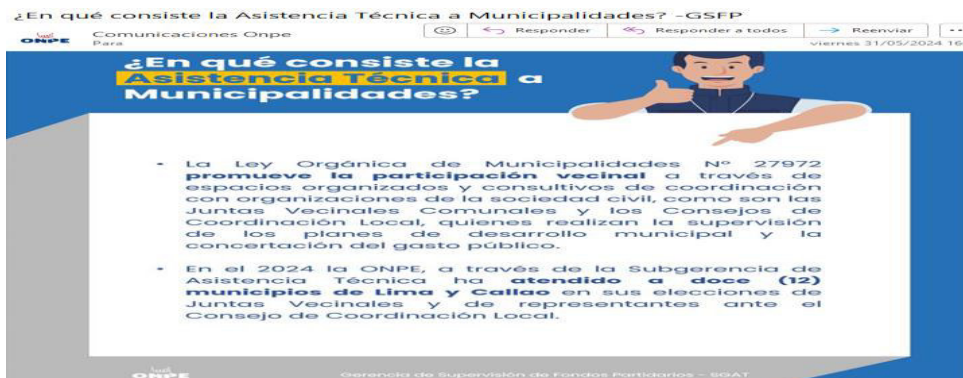 ¿En qué consiste la Asistencia Técnica a Municipalidades? -GSFP
ONPE
Comunicaciones Onpe
Para
Responder
Responder a todos
Reenviar
viernes 31/05/2024 16
¿En qué consiste la
Asistencia Técnica a
Municipalidades?
• La Ley Orgánica de Municipalidades N° 27972
promueve la participación vecinal a través de
espacios organizados y consultivos de coordinación
con organizaciones de la sociedad civil, como son las
Juntas Vecinales Comunales y los Consejos de
Coordinación Local, quienes realizan la supervisión
de los planes de desarrollo municipal y la
concertación del gasto público.
• En el 2024 la ONPE, a través de la Subgerencia de
Asistencia Técnica ha atendido a doce (12)
municipios de Lima y Callao en sus elecciones de
Juntas Vecinales y de representantes ante el
Consejo de Coordinación Local.
ONPE
Gerencia de Supervisión de Fondos Partidarios - SGAT